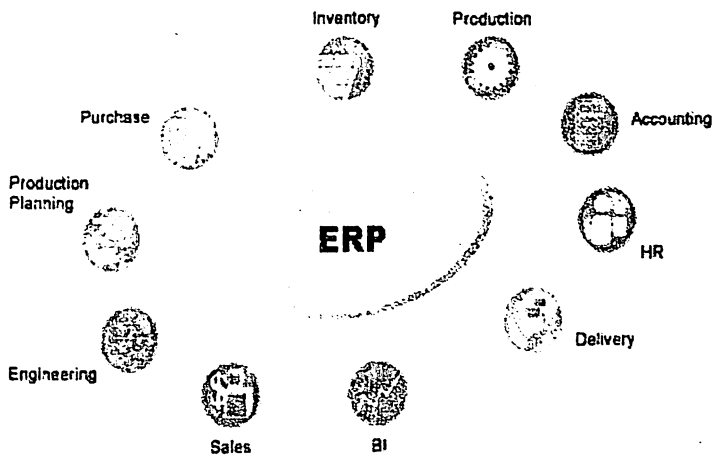 Inventory
Production
Purchase
Accounting
Production
Planning
ERP
HR
Delivery
Engineering
Sales
BI